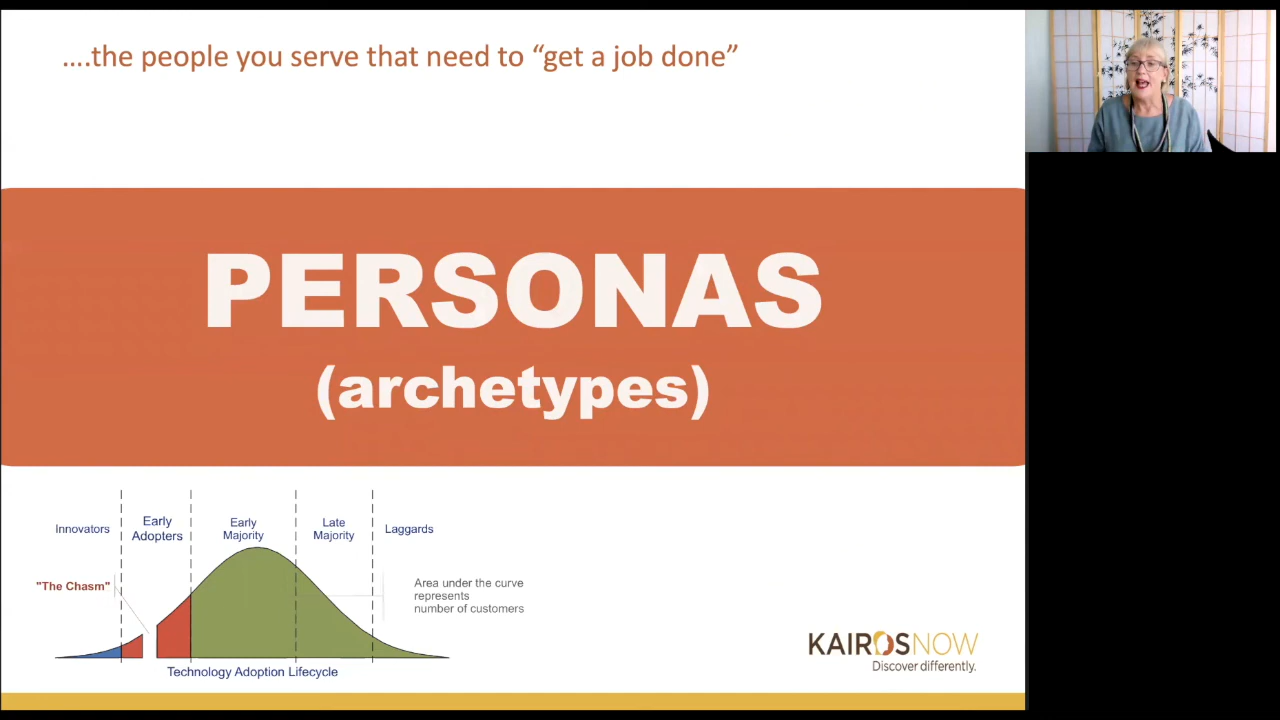 ....the people you serve that need to “get a job done”
PERSONAS
(archetypes)
Innovators
Early
Adopters
Early
Majority
Late
Majority
Laggards
"The Chasm"
Area under the curve
represents
number of customers
Technology Adoption Lifecycle
KAIROSNOW
Discover differently.